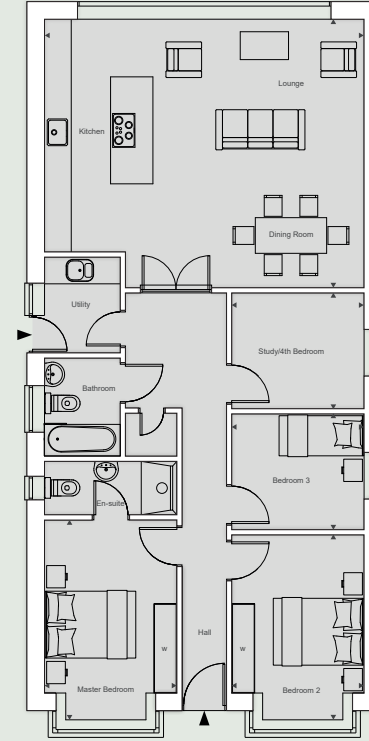 Lounge
Kitchen
Dining Room
Utility
Study/4th Bedroom
Bathroom
Bedroom 3
En-suite
Hall
W
W
Master Bedroom
Bedroom 2